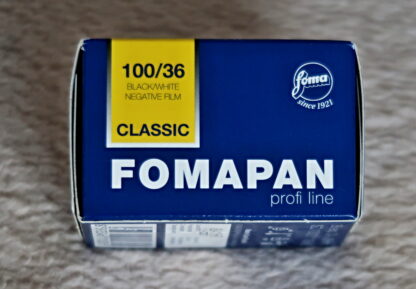 100/36
BLACK/WHITE
NEGATIVE FILM
CLASSIC
foma
since 1921
FOMAPAN
profi line